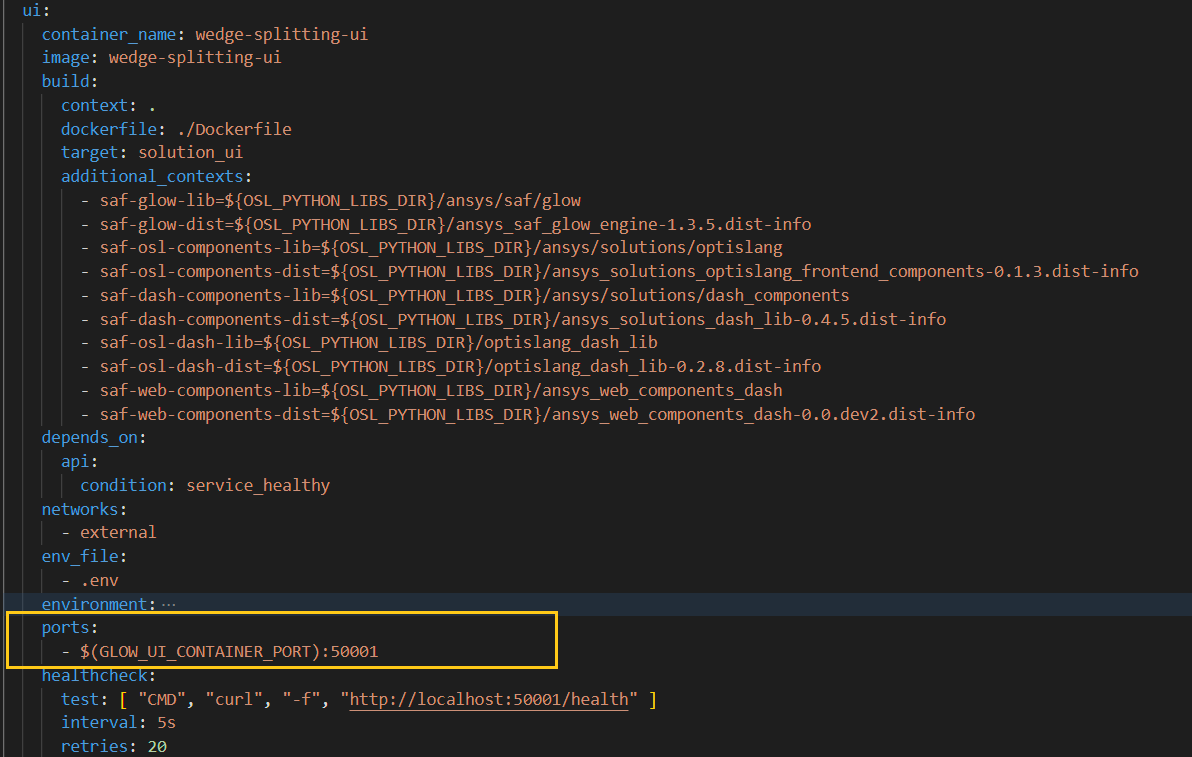 ui:
container_name: wedge-splitting-ui
image: wedge-splitting-ui
build:
context: .
dockerfile: ./Dockerfile
target: solution_ui
additional_contexts:
- saf-glow-lib=${OSL_PYTHON_LIBS_DIR}/ansys/saf/glow
- saf-glow-dist=${OSL_PYTHON_LIBS_DIR}/ansys_saf_glow_engine-1.3.5.dist-info
- saf-osl-components-lib=${OSL_PYTHON_LIBS_DIR}/ansys/solutions/optislang
- saf-osl-components-dist=${OSL_PYTHON_LIBS_DIR}/ansys_solutions_optislang_frontend_components-0.1.3.dist-info
- saf-dash-components-lib=${OSL_PYTHON_LIBS_DIR}/ansys/solutions/dash_components
- saf-dash-components-dist=${OSL_PYTHON_LIBS_DIR}/ansys_solutions_dash_lib-0.4.5.dist-info
- saf-osl-dash-lib=${OSL_PYTHON_LIBS_DIR}/optislang_dash_lib
- saf-osl-dash-dist=${OSL_PYTHON_LIBS_DIR}/optislang_dash_lib-0.2.8.dist-info
- saf-web-components-lib=${OSL_PYTHON_LIBS_DIR}/ansys_web_components_dash
- saf-web-components-dist=${OSL_PYTHON_LIBS_DIR}/ansys_web_components_dash-0.0.dev2.dist-info
depends_on:
api:
condition: service_healthy
networks:
- external
env_file:
- .env
environment: ···
ports:
- $(GLOW_UI_CONTAINER_PORT):50001
healthcheck:
test: [ "CMD", "curl", "-f", "http://localhost:50001/health" ]
interval: 5s
retries: 20